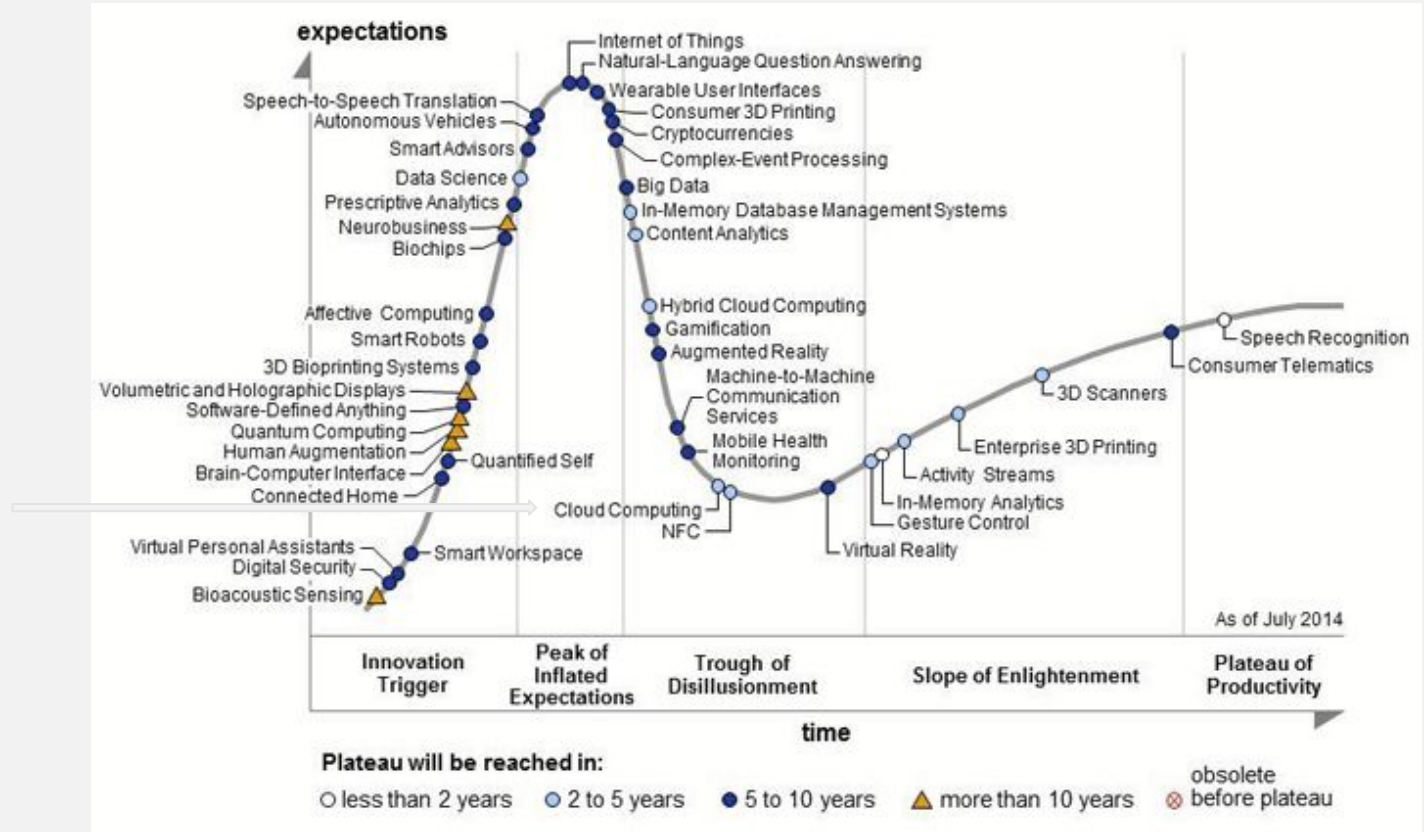 expectations
Internet of Things
Natural-Language Question Answering
Wearable User Interfaces
Consumer 3D Printing
Cryptocurrencies
Complex-Event Processing
Speech-to-Speech Translation
Autonomous Vehicles
Smart Advisors
Data Science
Prescriptive Analytics
Neurobusiness
Biochips
Big Data
In-Memory Database Management Systems
Content Analytics
Affective Computing
Smart Robots
3D Bioprinting Systems
Volumetric and Holographic Displays
Software-Defined Anything
Quantum Computing
Human Augmentation
Brain-Computer Interface
Connected Home
Quantified Self
Hybrid Cloud Computing
Gamification
Augmented Reality
Machine-to-Machine
Communication
Services
Mobile Health
Monitoring
Cloud Computing
NFC
Virtual Personal Assistants
Digital Security
Bioacoustic Sensing
Smart Workspace
Speech Recognition
Consumer Telematics
3D Scanners
Enterprise 3D Printing
Activity Streams
In-Memory Analytics
Gesture Control
Virtual Reality
As of July 2014
Innovation
Trigger
Peak of
Inflated
Expectations
Trough of
Disillusionment
Slope of Enlightenment
Plateau of
Productivity
time
Plateau will be reached in:
less than 2 years
2 to 5 years
5 to 10 years
more than 10 years
obsolete
before plateau